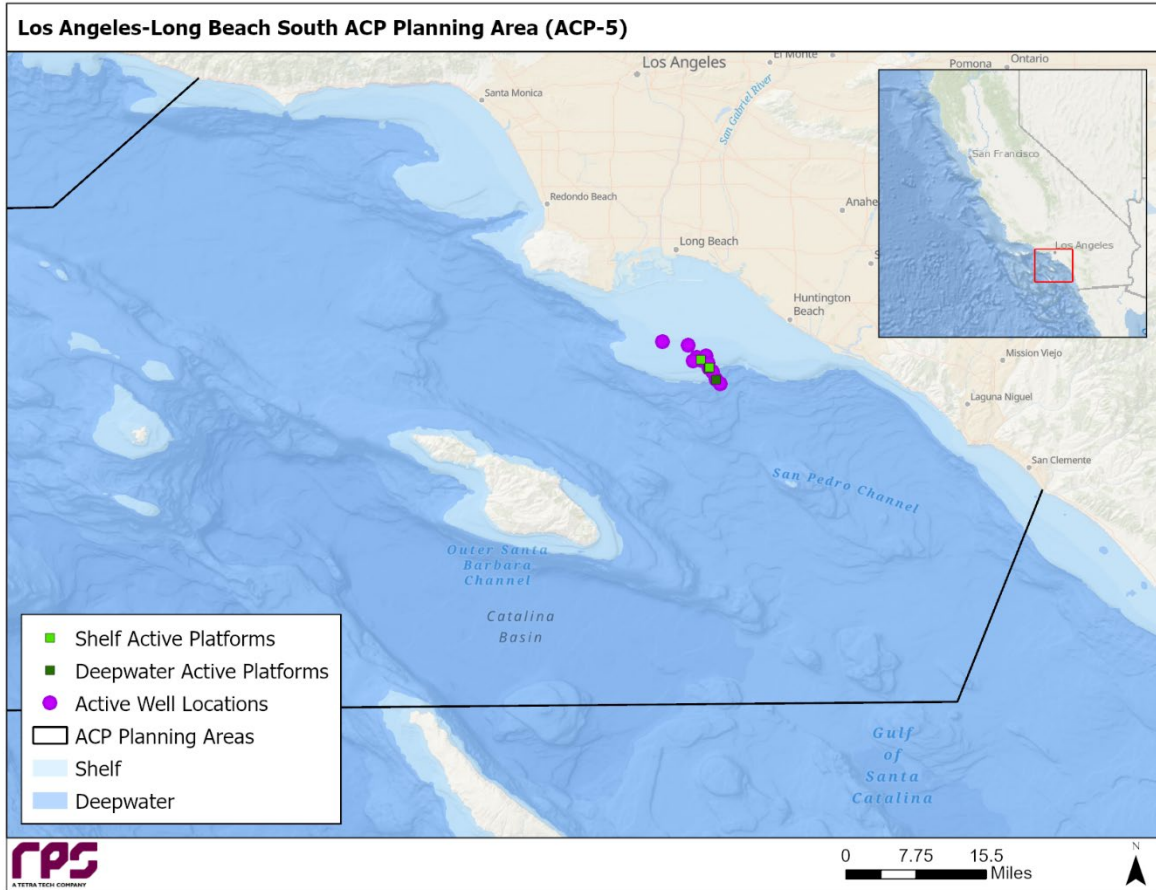 Los Angeles-Long Beach South ACP Planning Area (ACP-5)
El Monte
Los Angeles
Pomona
Ontario
Santa Monica
San Gabriel River
San Francisco
Los Angeles
Redondo Beach
Anahe
Long Beach
S
Huntington
Beach
Mission Viejo
Laguna Niguel
San Clemente
San Pedro Channel
Outer Santa
Barbara
Channel
Catalina
Basin
Gulf
of
Santa
Catalina
Shelf Active Platforms
Deepwater Active Platforms
Active Well Locations
ACP Planning Areas
Shelf
Deepwater
rps
A TETRA TECH COMPANY
0 7.75 15.5
Miles
N